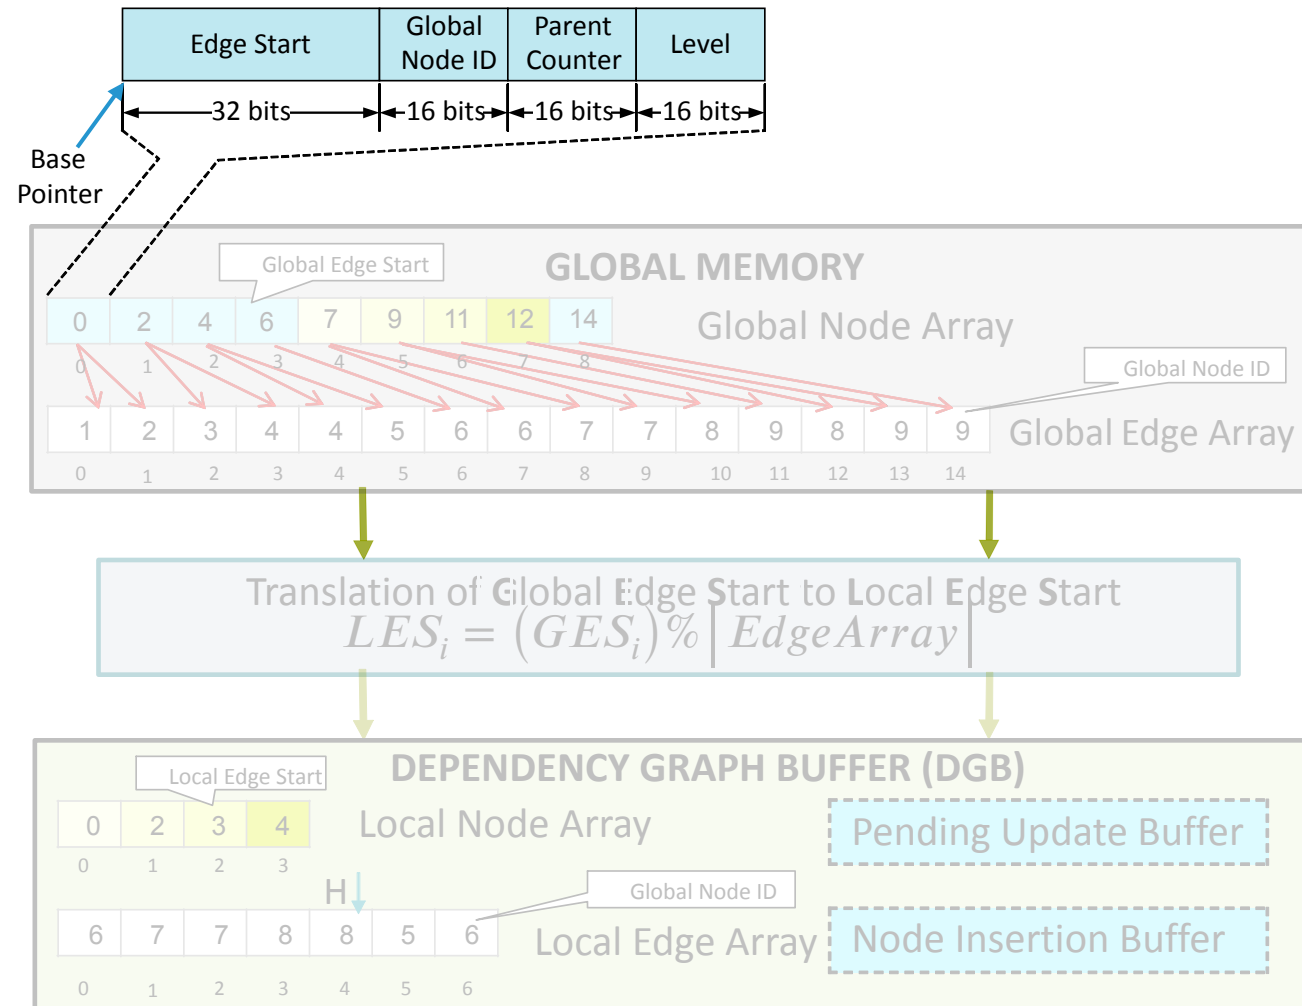 Edge Start
Global
Node ID
Parent
Counter
Level
32 bits
16 bits
16 bits
16 bits
Base
Pointer
Global Edge Start
GLOBAL MEMORY
0 2 4 6 7 9 11 12 14
Global Node Array
0 1 2 3 4 5 6 7 8
Global Node ID
1 2 3 4 4 5 6 6 7 7 8 9 8 9 9
Global Edge Array
0 1 2 3 4 5 6 7 8 9 10 11 12 13 14
Translation of Global Edge Start to Local Edge Start
LES_i = (GES_i)% | EdgeArray |
DEPENDENCY GRAPH BUFFER (DGB)
Local Edge Start
0 2 3 4
Local Node Array
Pending Update Buffer
0 1 2 3
H
Global Node ID
6 7 7 8 8 5 6
Local Edge Array
Node Insertion Buffer
0 1 2 3 4 5 6